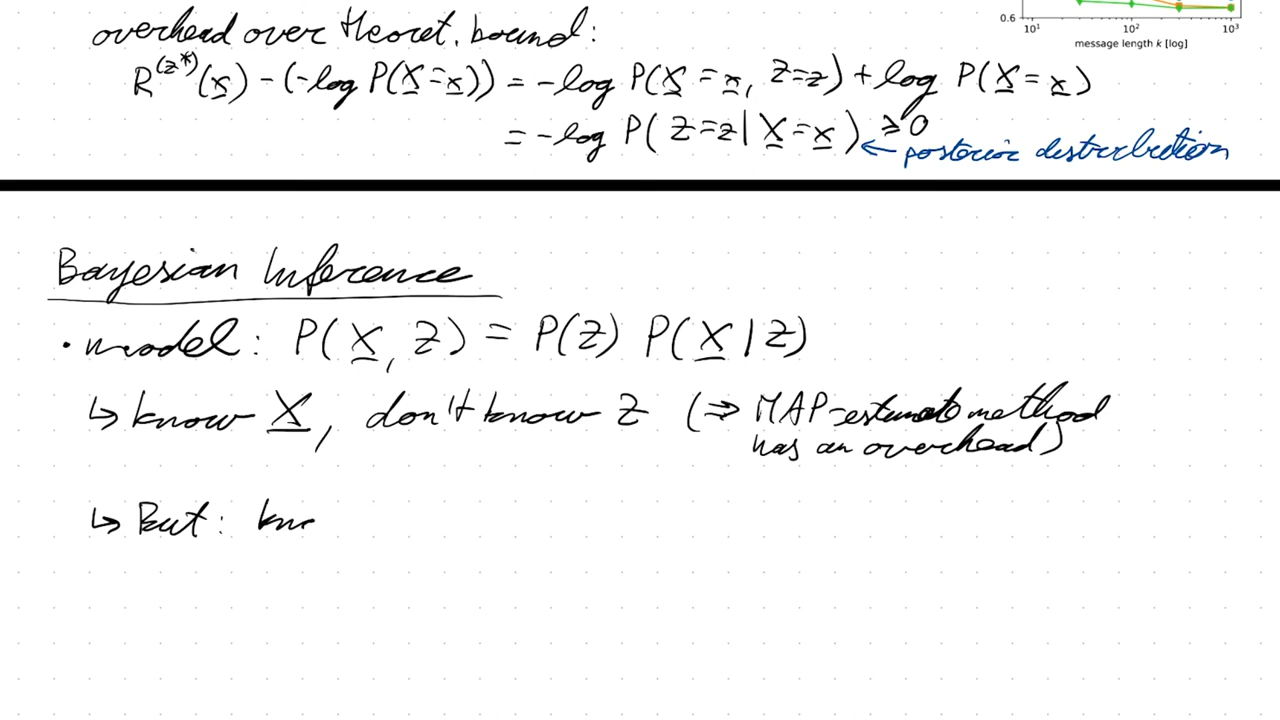 overhead over theoret. bound:
0.6
10¹ 10² 10³
message length k [log]
R^(z*)(x) - (-log P(X=x)) = -log P(X=x, Z=z) + log P(X=x)
= -log P(Z=z|X=x) ≥ 0
← posterior distribution
Bayesian Inference
• model: P(X, Z) = P(Z) P(X|Z)
↳ know X, don't know Z (⇒ MAP-estimate method
has an overhead)
↳ But: kno